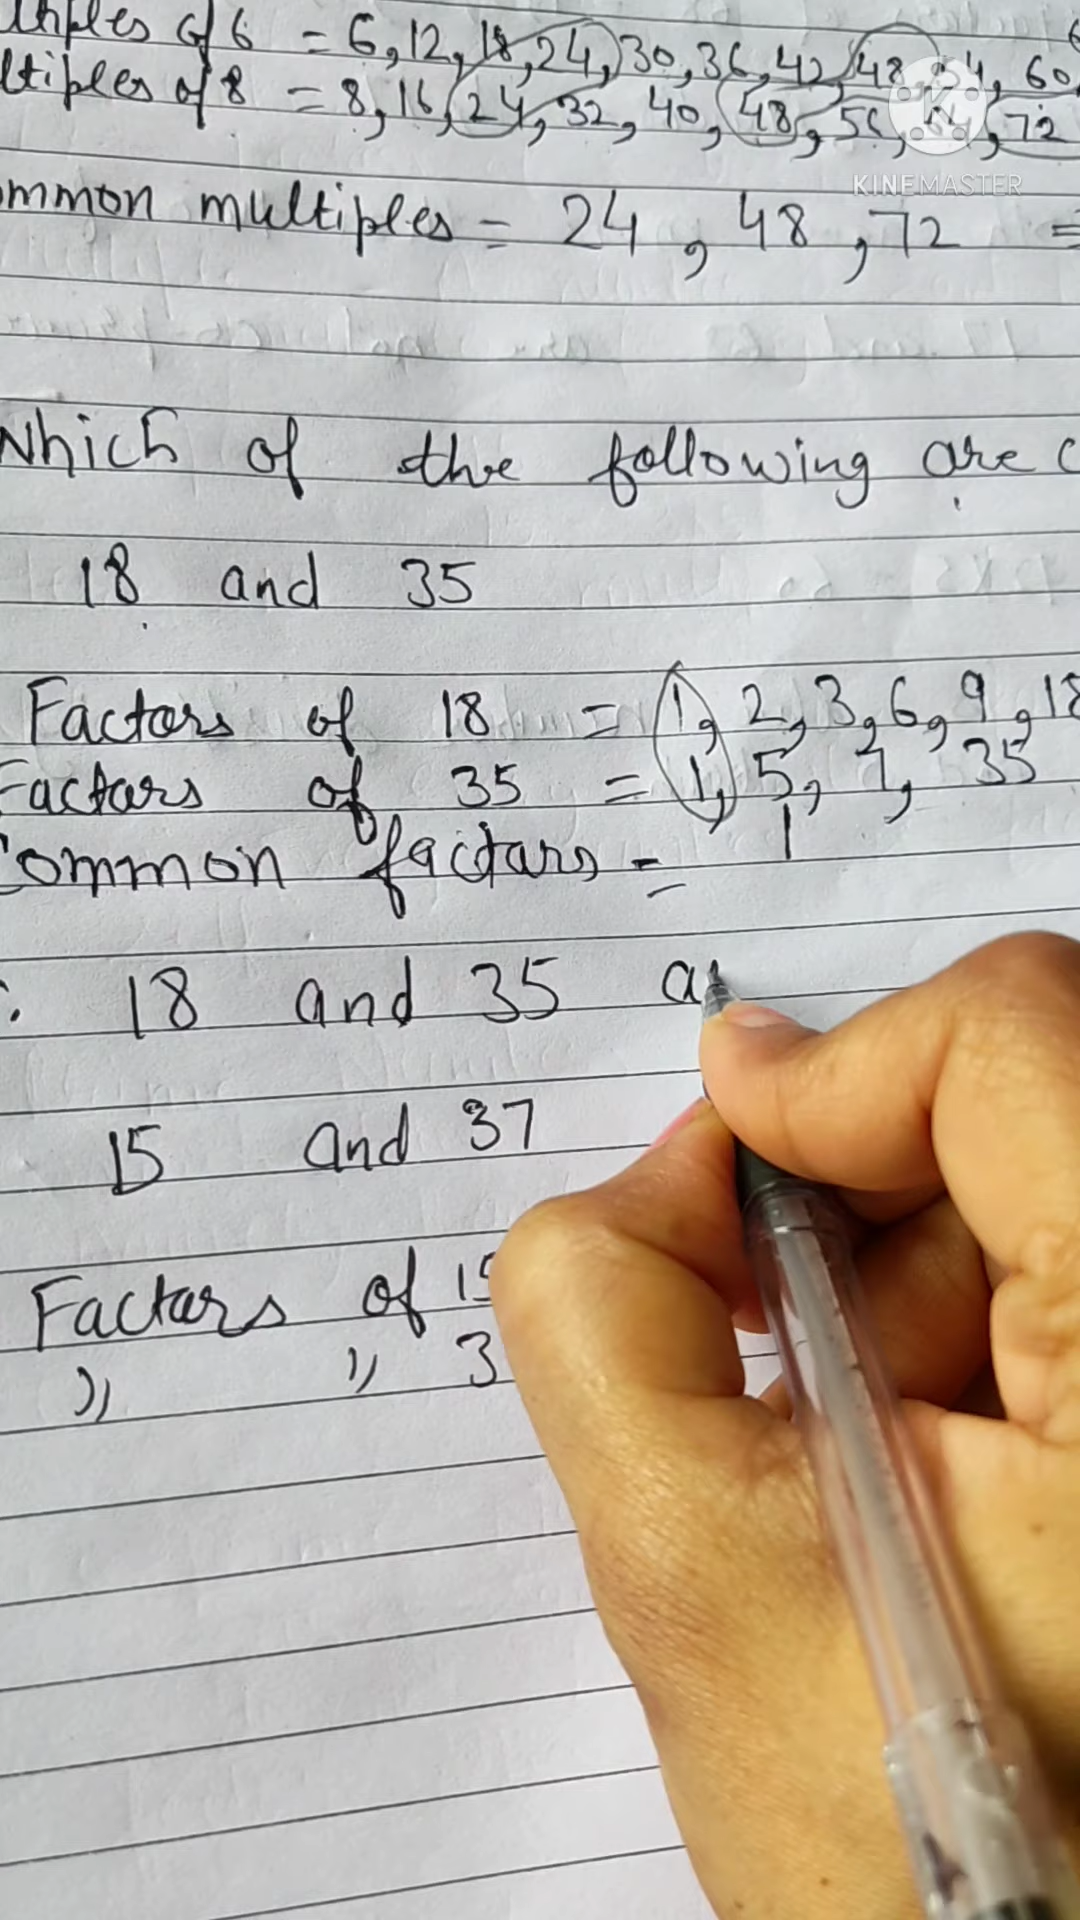 ltiples of 6 = 6, 12, 18, 24, 30, 36, 42, 48, 54, 60,
ltiples of 8 = 8, 16, 24, 32, 40, 48, 56, 64, 72
KINEMASTER
ommon multiples = 24, 48, 72 =
Which of the following are c
18 and 35
Factors of 18 = 1, 2, 3, 6, 9, 18
Factors of 35 = 1, 5, 7, 35
Common factors = 1
∴ 18 and 35 a
15 and 37
Factors of 15
〃 〃 3